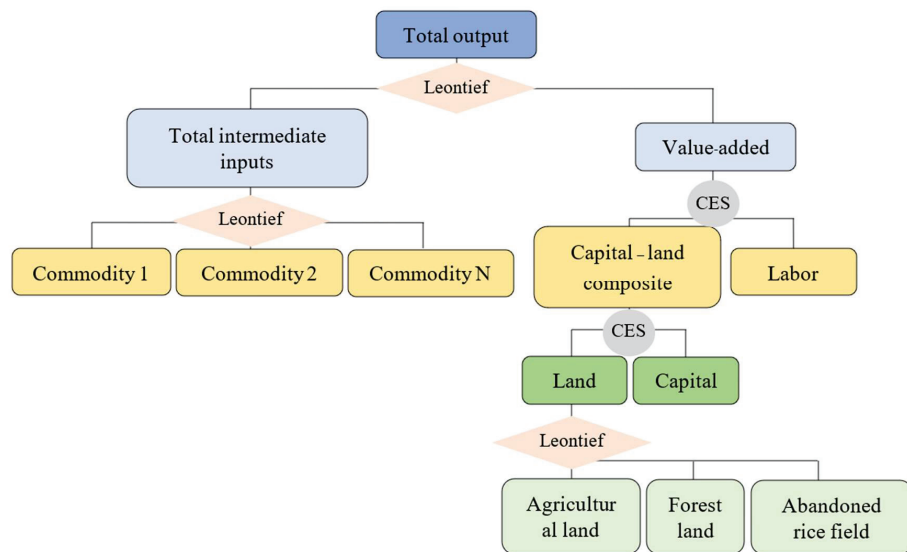 Total output
Leontief
Total intermediate
inputs
Value-added
CES
Leontief
Commodity 1
Commodity 2
Commodity N
Capital – land
composite
Labor
CES
Land
Capital
Leontief
Agricultur
al land
Forest
land
Abandoned
rice field